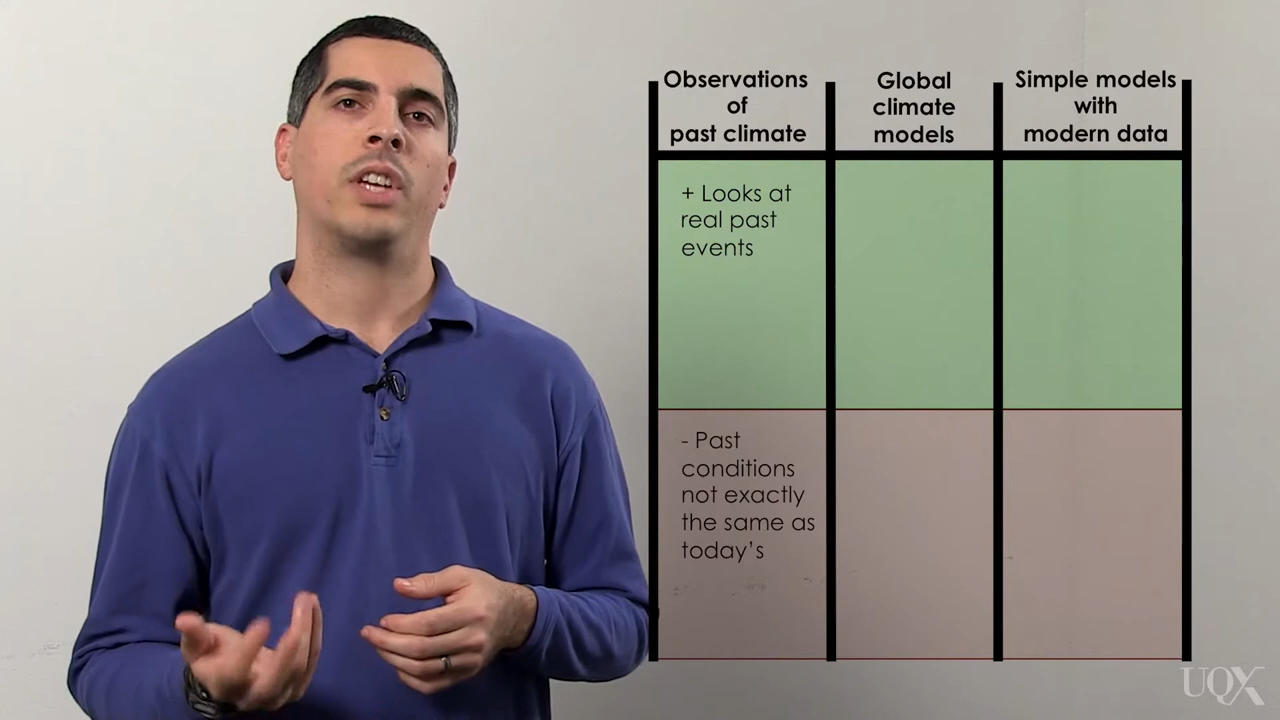 Observations
of
past climate
Global
climate
models
Simple models
with
modern data
+ Looks at
real past
events
- Past
conditions
not exactly
the same as
today's
UQX